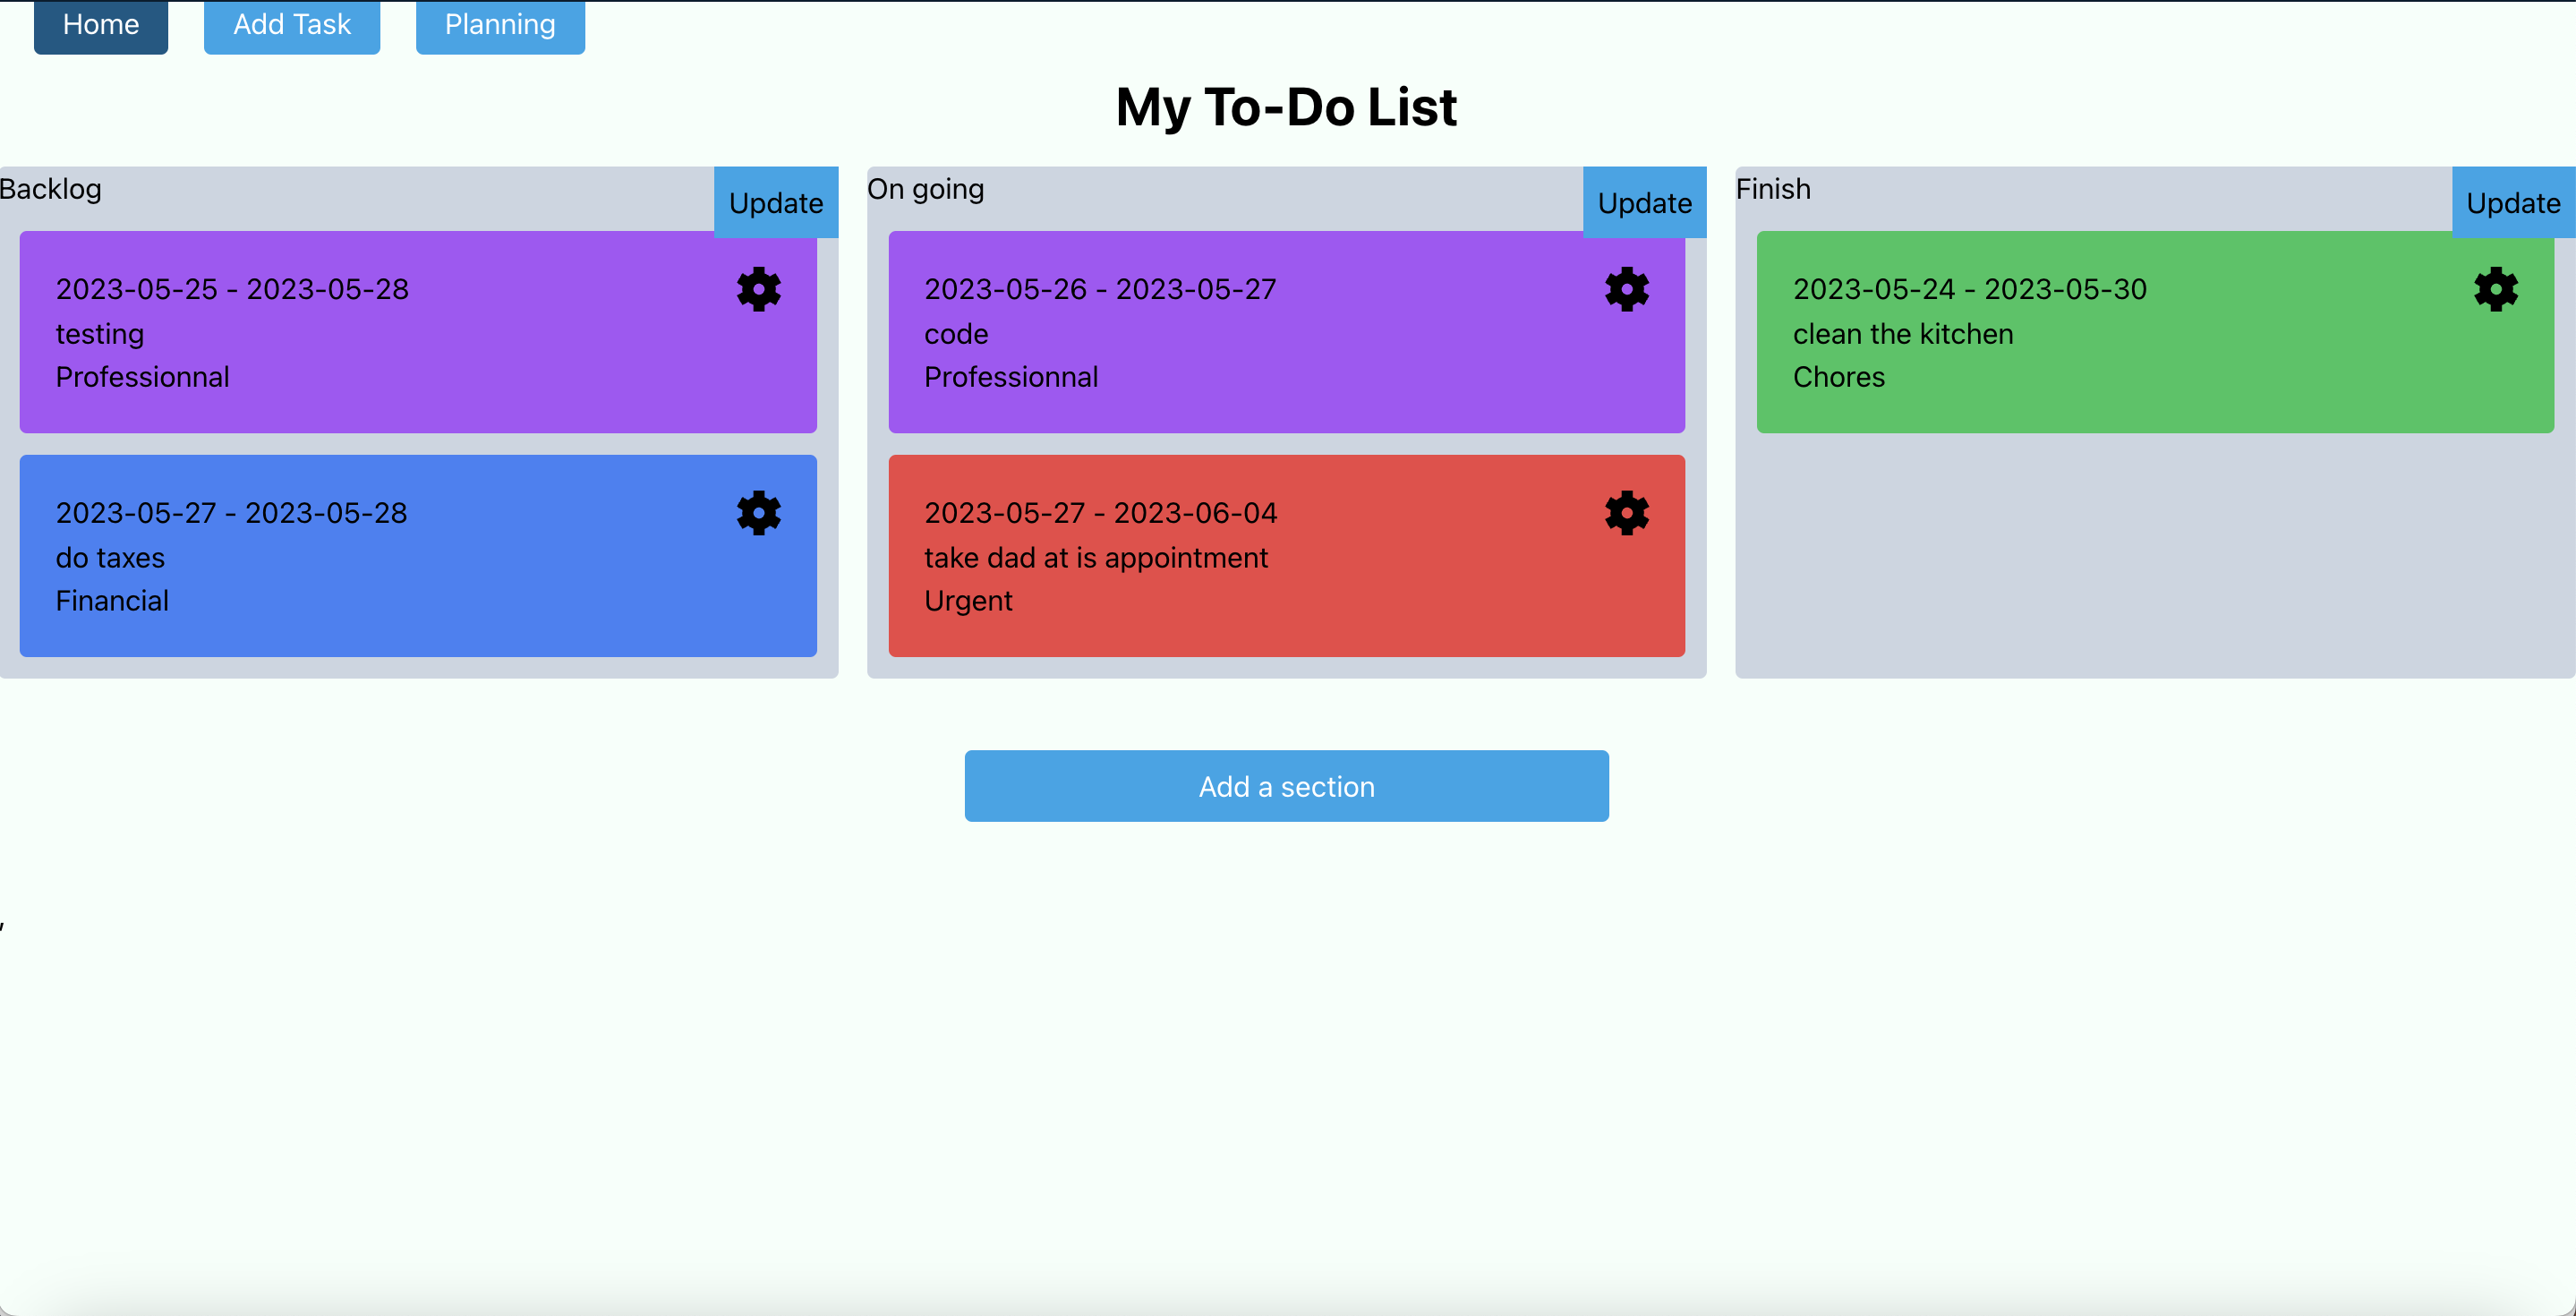 Home
Add Task
Planning
My To-Do List
Backlog
Update
2023-05-25 - 2023-05-28
testing
Professionnal
2023-05-27 - 2023-05-28
do taxes
Financial
On going
Update
2023-05-26 - 2023-05-27
code
Professionnal
2023-05-27 - 2023-06-04
take dad at is appointment
Urgent
Finish
Update
2023-05-24 - 2023-05-30
clean the kitchen
Chores
Add a section
,